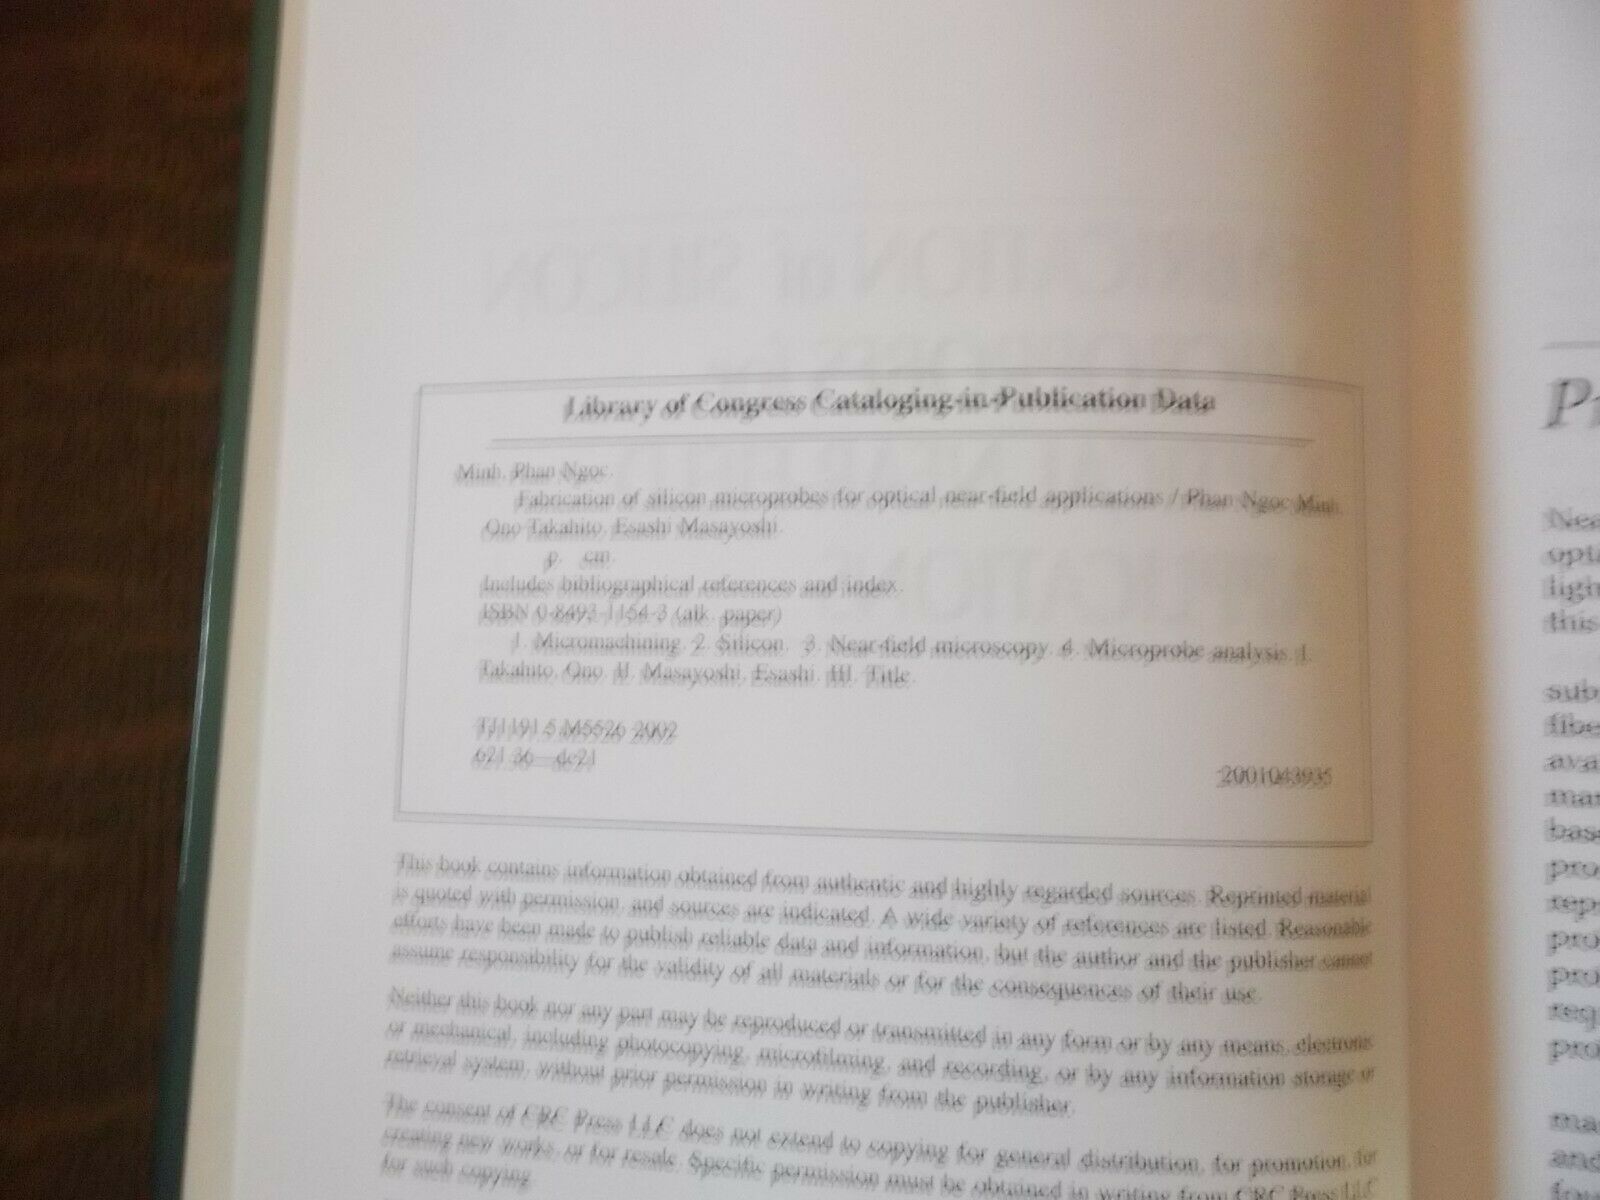 Library of Congress Cataloging-in-Publication Data
Minh, Phan Ngoc.
Fabrication of silicon microprobes for optical near-field applications / Phan Ngoc Minh,
Ono Takahito, Esashi Masayoshi.
p. cm.
Includes bibliographical references and index.
ISBN 0-8493-1154-3 (alk. paper)
1. Micromachining. 2. Silicon. 3. Near-field microscopy. 4. Microprobe analysis. I.
Takahito, Ono. II. Masayoshi, Esashi. III. Title.
TJ1191.5 .M5526 2002
621.36—dc21
2001043935
This book contains information obtained from authentic and highly regarded sources. Reprinted material
is quoted with permission, and sources are indicated. A wide variety of references are listed. Reasonable
efforts have been made to publish reliable data and information, but the author and the publisher cannot
assume responsibility for the validity of all materials or for the consequences of their use.
Neither this book nor any part may be reproduced or transmitted in any form or by any means, electronic
or mechanical, including photocopying, microfilming, and recording, or by any information storage or
retrieval system, without prior permission in writing from the publisher.
The consent of CRC Press LLC does not extend to copying for general distribution, for promotion, for
creating new works, or for resale. Specific permission must be obtained in writing from CRC Press LLC
for such copying.